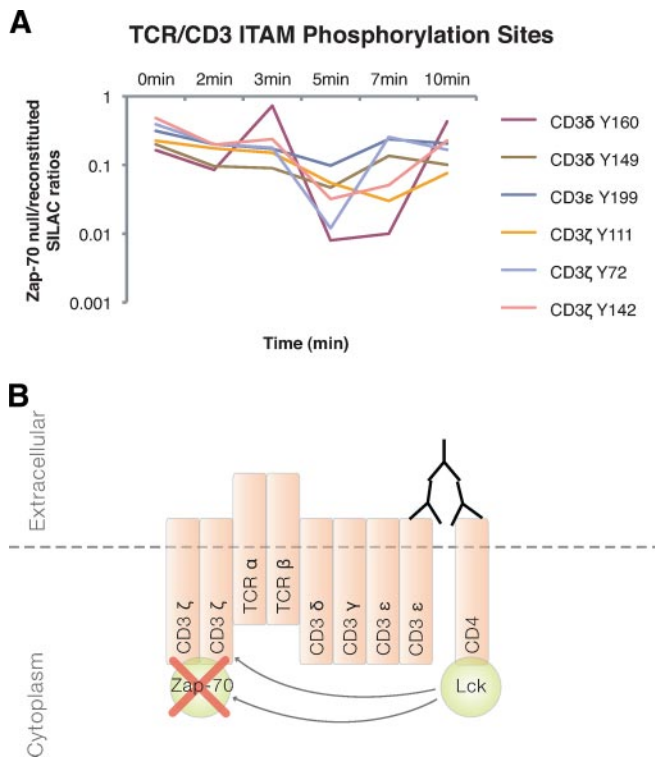 A
TCR/CD3 ITAM Phosphorylation Sites
0min 2min 3min 5min 7min 10min
1
0.1
0.01
0.001
Zap-70 null/reconstituted
SILAC ratios
Time (min)
CD3δ Y160
CD3δ Y149
CD3ε Y199
CD3ζ Y111
CD3ζ Y72
CD3ζ Y142
B
Extracellular
Cytoplasm
CD3 ζ
CD3 ζ
TCR α
TCR β
CD3 δ
CD3 γ
CD3 ε
CD3 ε
CD4
Zap-70
Lck